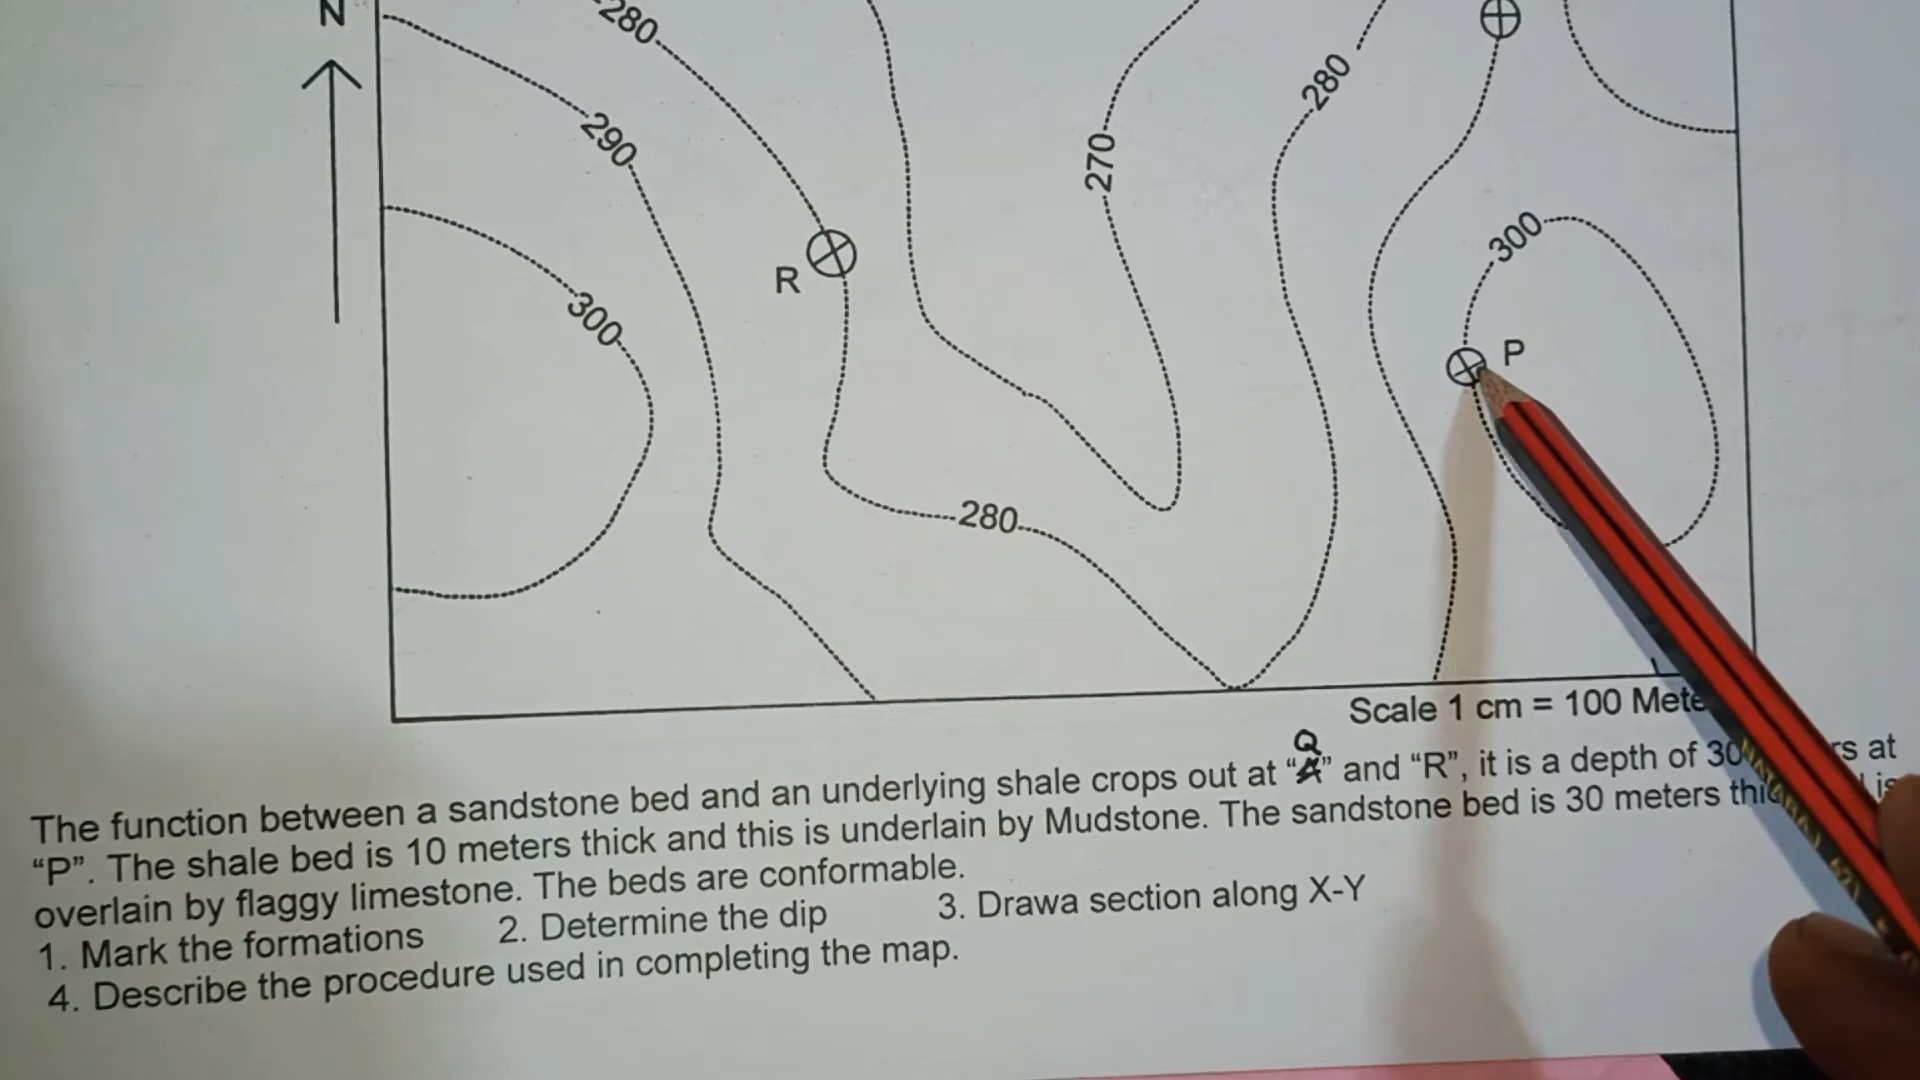 N
280
290
270
280
300
R
300
P
280
Scale 1 cm = 100
Q
The function between a sandstone bed and an underlying shale crops out at “A” and “R”, it is a depth of 30 at
“P”. The shale bed is 10 meters thick and this is underlain by Mudstone. The sandstone bed is 30 meters is
overlain by flaggy limestone. The beds are conformable.
1. Mark the formations 2. Determine the dip 3. Drawa section along X-Y
4. Describe the procedure used in completing the map.
NATARAJ